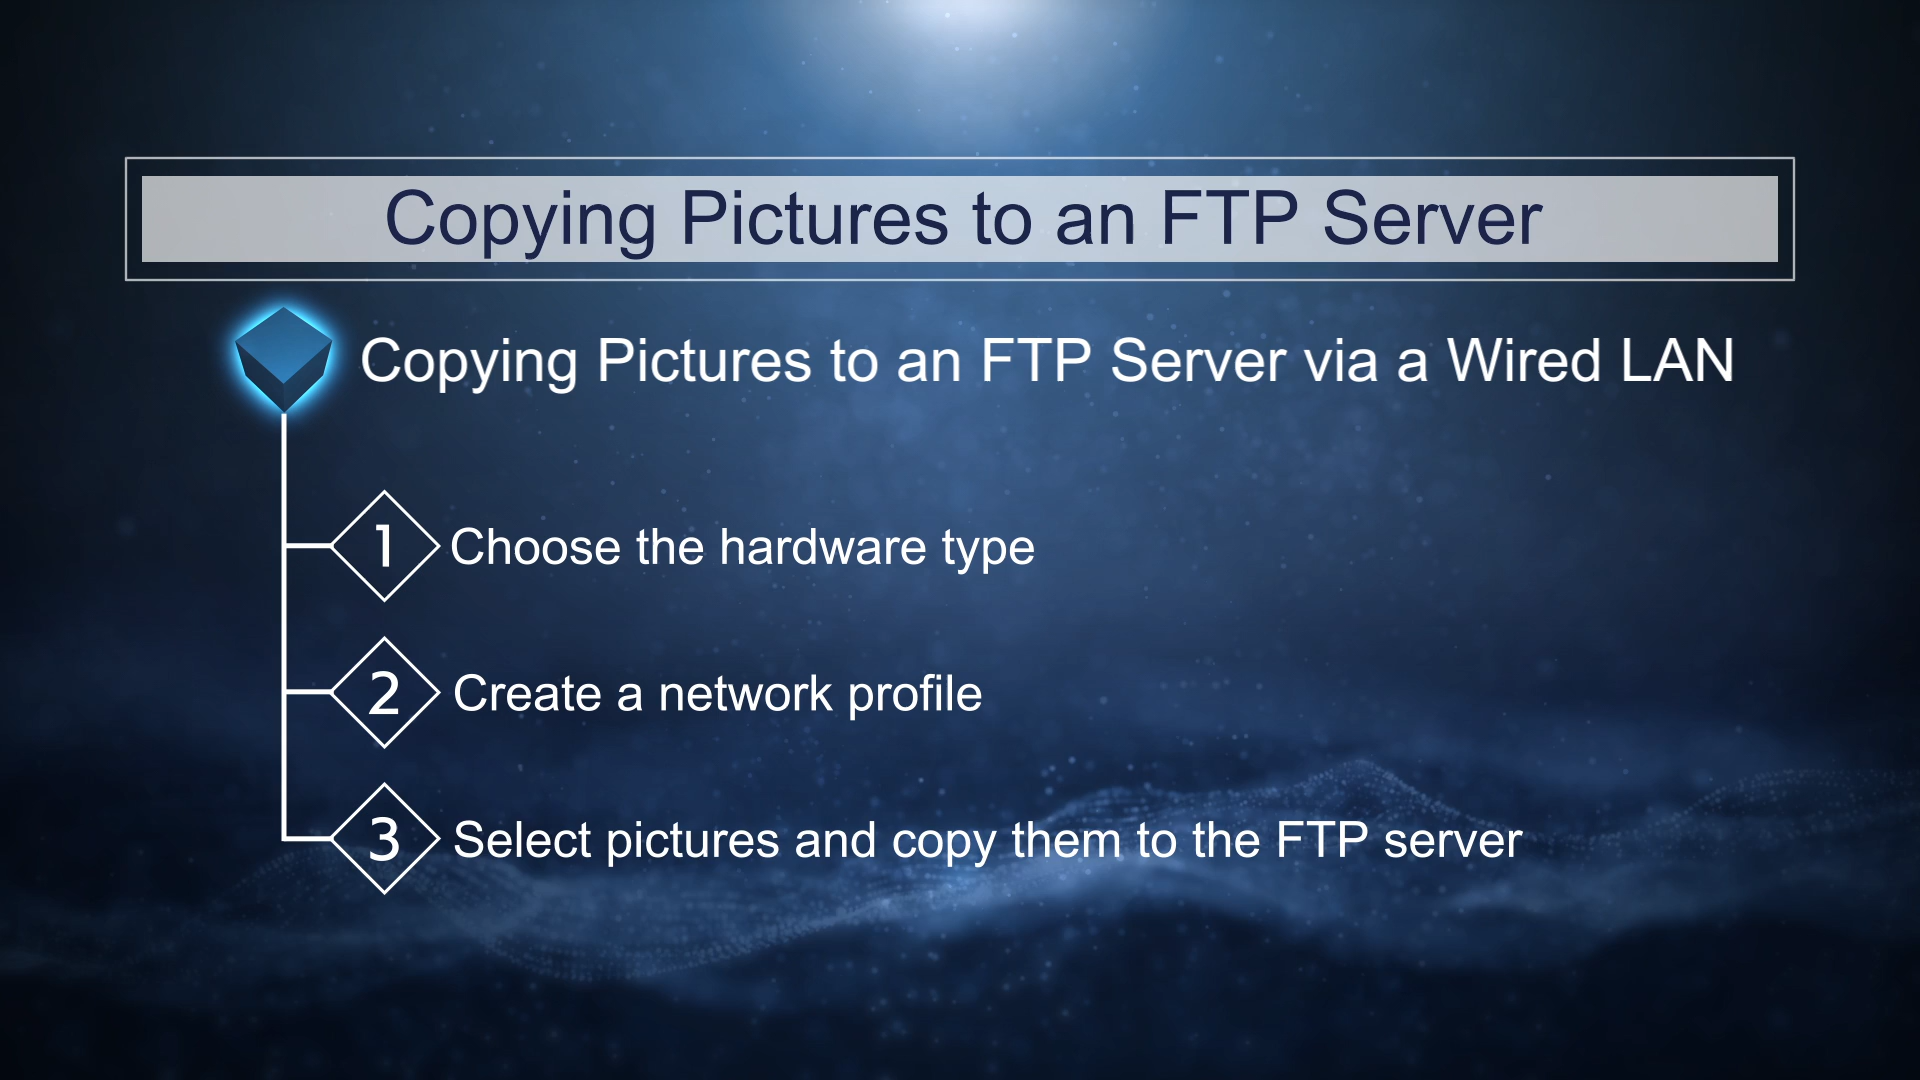 Copying Pictures to an FTP Server
Copying Pictures to an FTP Server via a Wired LAN
1 Choose the hardware type
2 Create a network profile
3 Select pictures and copy them to the FTP server